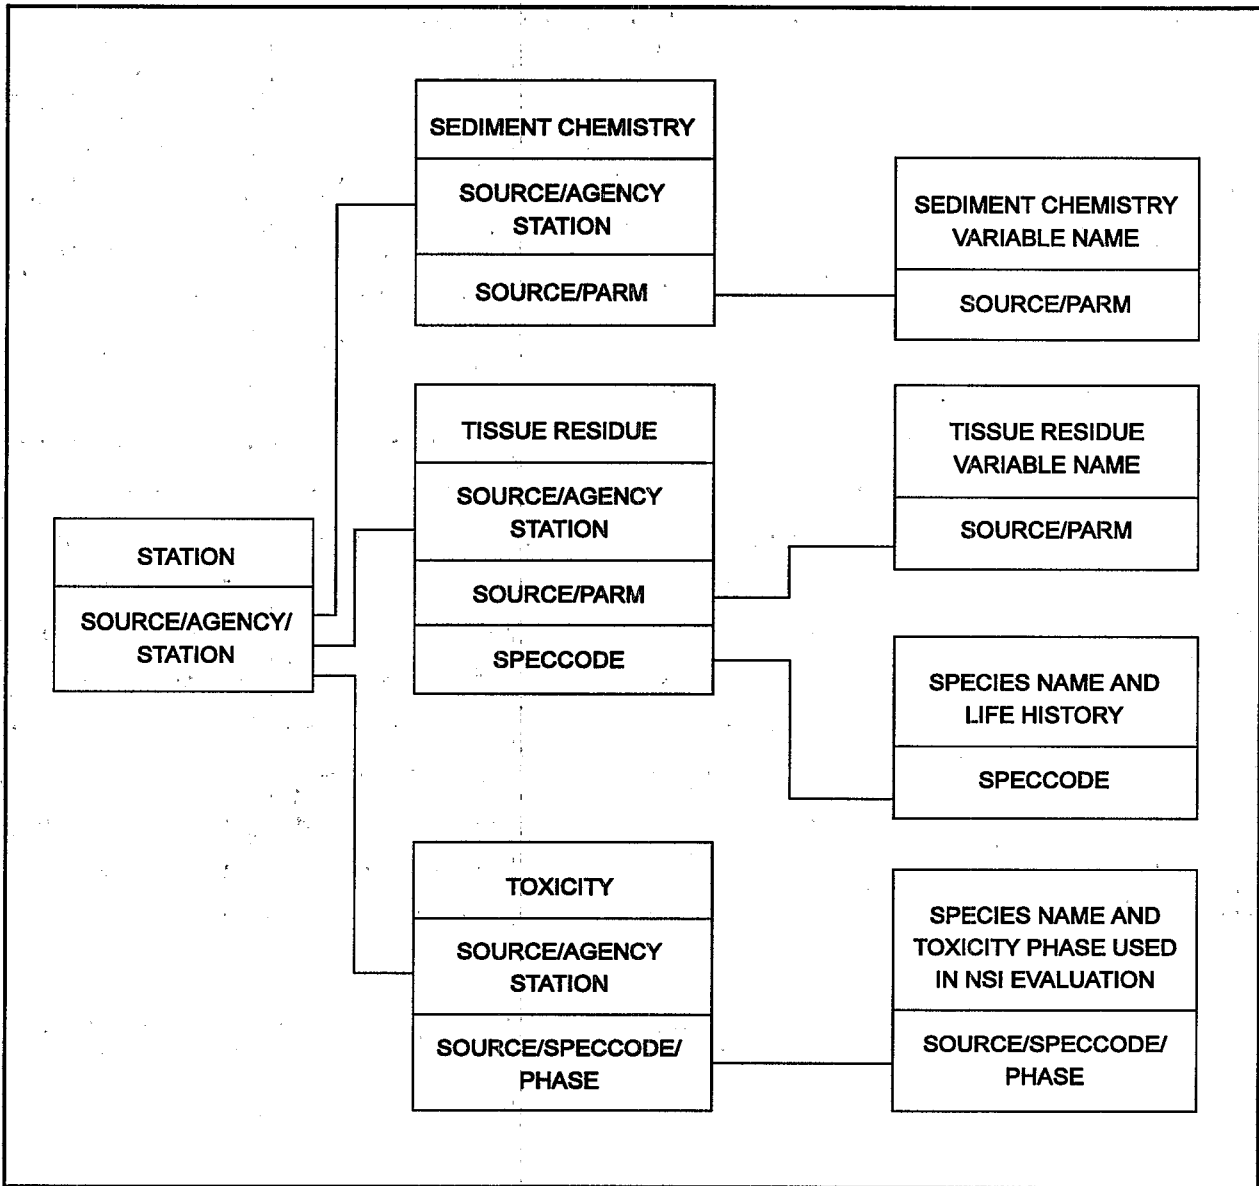 SEDIMENT CHEMISTRY
SOURCE/AGENCY
STATION
SOURCE/PARM
SEDIMENT CHEMISTRY
VARIABLE NAME
SOURCE/PARM
TISSUE RESIDUE
SOURCE/AGENCY
STATION
SOURCE/PARM
SPECCODE
TISSUE RESIDUE
VARIABLE NAME
SOURCE/PARM
STATION
SOURCE/AGENCY/
STATION
SPECIES NAME AND
LIFE HISTORY
SPECCODE
TOXICITY
SOURCE/AGENCY
STATION
SOURCE/SPECCODE/
PHASE
SPECIES NAME AND
TOXICITY PHASE USED
IN NSI EVALUATION
SOURCE/SPECCODE/
PHASE